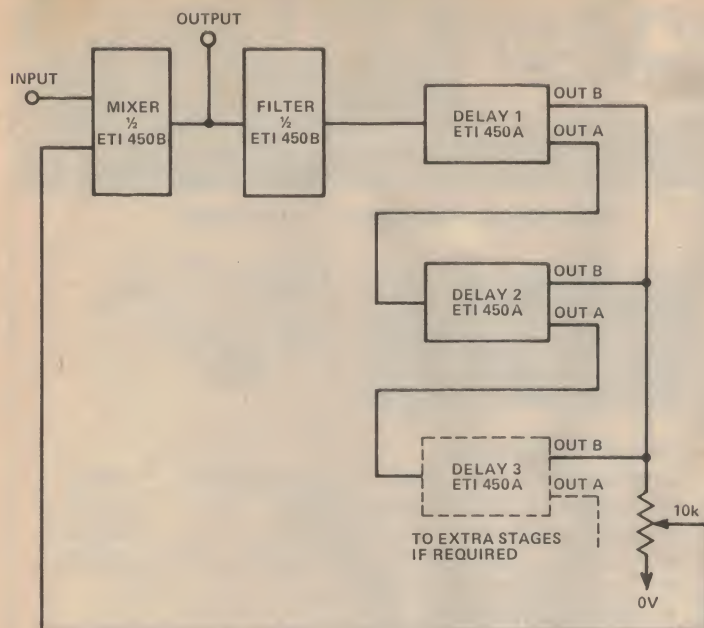 OUTPUT
INPUT
MIXER
½
ETI 450B
FILTER
½
ETI 450B
DELAY 1
ETI 450A
OUT B
OUT A
DELAY 2
ETI 450A
OUT B
OUT A
DELAY 3
ETI 450A
OUT B
OUT A
10k
TO EXTRA STAGES
IF REQUIRED
0V